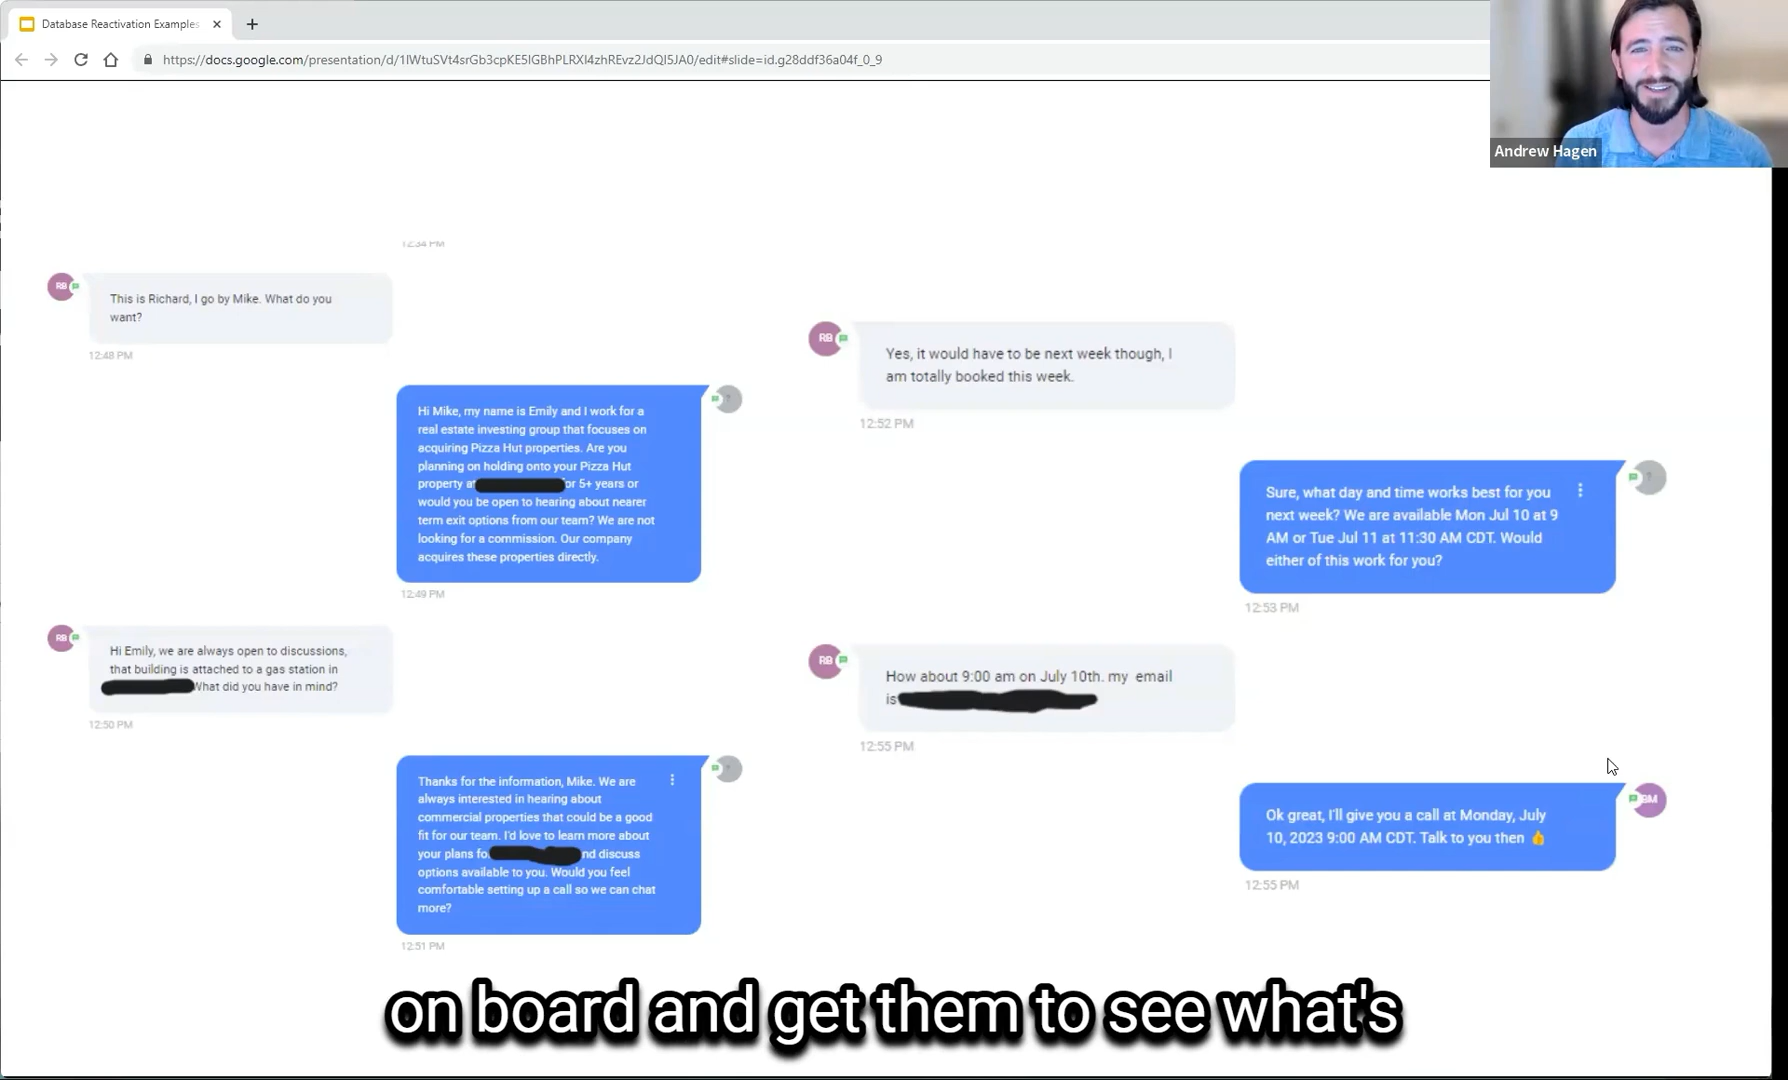 Database Reactivation Examples
https://docs.google.com/presentation/d/1lWtuSVt4srGb3cpKE5lGBhPLRXl4zhREvz2JdQl5JA0/edit#slide=id.g28ddf36a04f_0_9
Andrew Hagen
12:34 PM
RB
This is Richard, I go by Mike. What do you
want?
12:48 PM
Hi Mike, my name is Emily and I work for a
real estate investing group that focuses on
acquiring Pizza Hut properties. Are you
planning on holding onto your Pizza Hut
property at or 5+ years or
would you be open to hearing about nearer
term exit options from our team? We are not
looking for a commission. Our company
acquires these properties directly.
?
12:49 PM
RB
Hi Emily, we are always open to discussions,
that building is attached to a gas station in
What did you have in mind?
12:50 PM
Thanks for the information, Mike. We are
always interested in hearing about
commercial properties that could be a good
fit for our team. I'd love to learn more about
your plans fo nd discuss
options available to you. Would you feel
comfortable setting up a call so we can chat
more?
?
12:51 PM
RB
Yes, it would have to be next week though, I
am totally booked this week.
12:52 PM
Sure, what day and time works best for you
next week? We are available Mon Jul 10 at 9
AM or Tue Jul 11 at 11:30 AM CDT. Would
either of this work for you?
?
12:53 PM
RB
How about 9:00 am on July 10th. my email
is
12:55 PM
Ok great, I'll give you a call at Monday, July
10, 2023 9:00 AM CDT. Talk to you then 👍
BM
12:55 PM
on board and get them to see what's